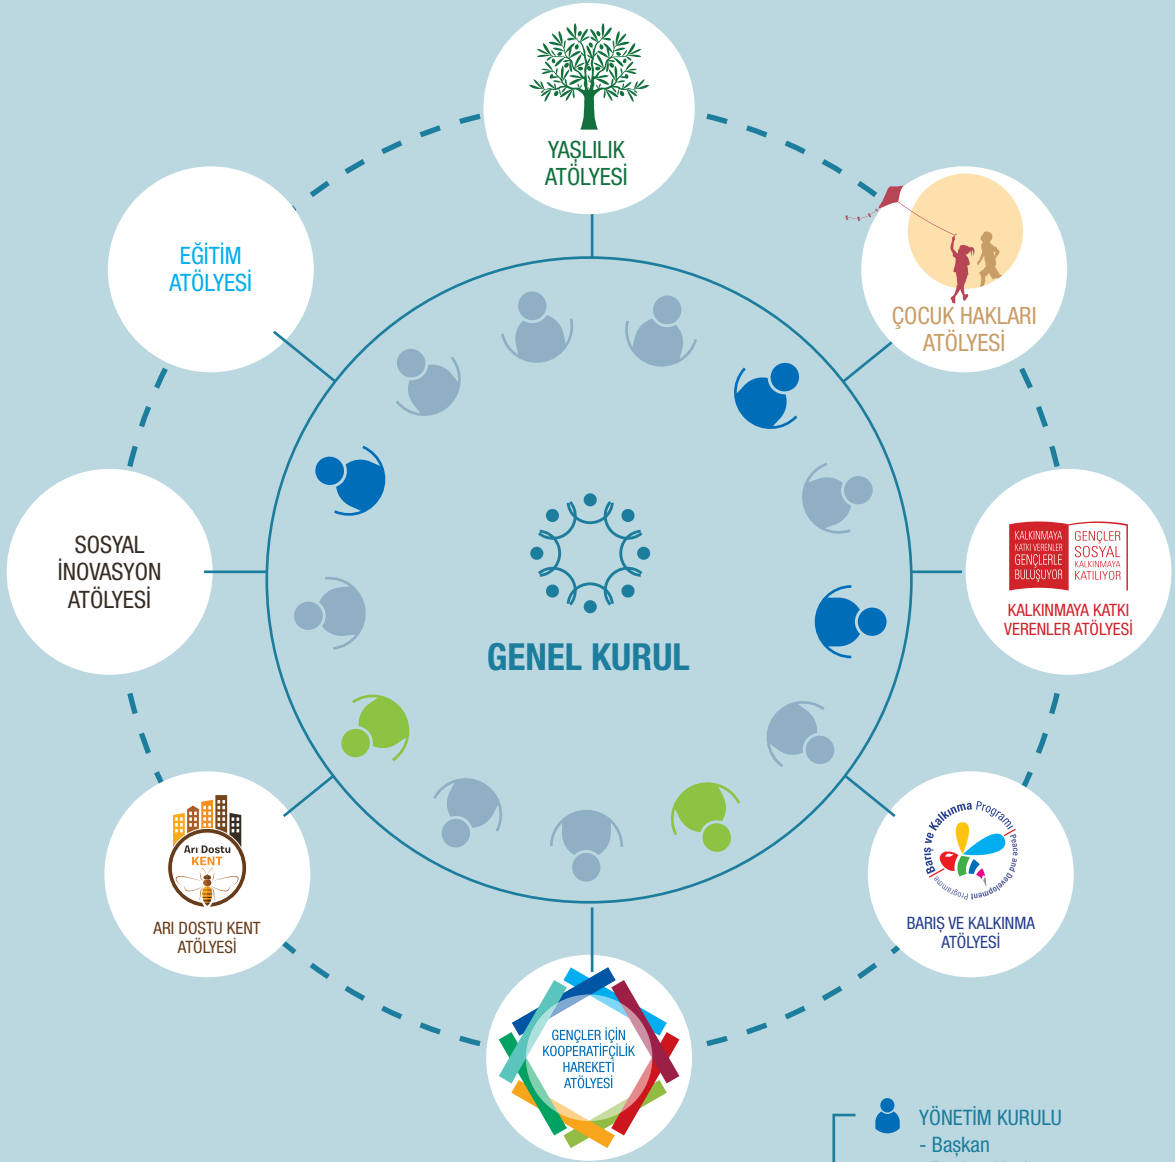 YAŞLILIK
ATÖLYESİ
EĞİTİM
ATÖLYESİ
ÇOCUK HAKLARI
ATÖLYESİ
SOSYAL
İNOVASYON
ATÖLYESİ
GENEL KURUL
KALKINMAYA
KATKI VERENLER
GENÇLERLE
BULUŞUYOR
GENÇLER
SOSYAL
KALKINMAYA
KATILIYOR
KALKINMAYA KATKI
VERENLER ATÖLYESİ
Arı Dostu
KENT
ARI DOSTU KENT
ATÖLYESİ
Barış ve Kalkınma Programı
Peace and Development Programme
BARIŞ VE KALKINMA
ATÖLYESİ
GENÇLER İÇİN
KOOPERATİFÇİLİK
HAREKETİ
ATÖLYESİ
YÖNETİM KURULU
- Başkan